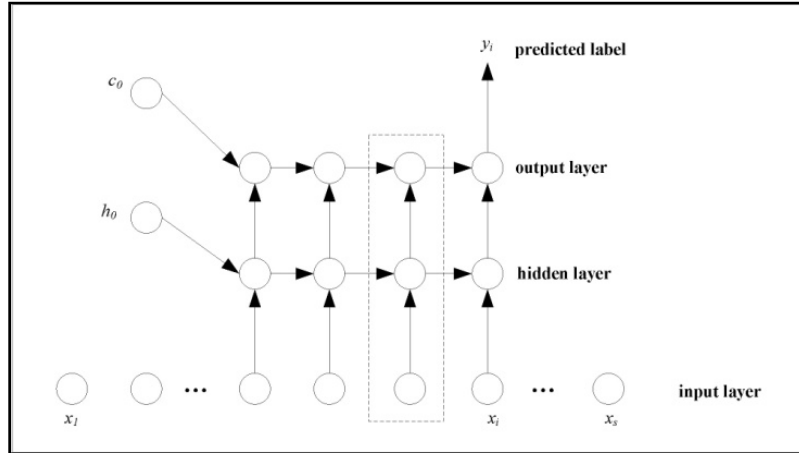 yi predicted label
c0
output layer
h0
hidden layer
... ... input layer
x1 xi xs